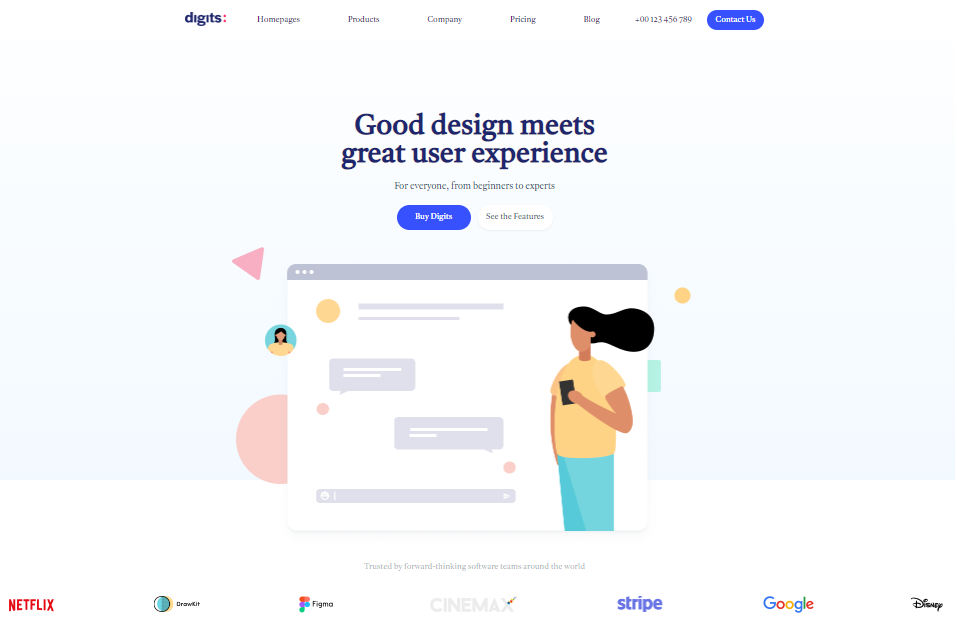 digits:
Homepages
Products
Company
Pricing
Blog
+00 123 456 789
Contact Us
Good design meets
great user experience
For everyone, from beginners to experts
Buy Digits
See the Features
Trusted by forward-thinking software teams around the world
NETFLIX
DrawKit
Figma
CINEMAX
stripe
Google
Disney